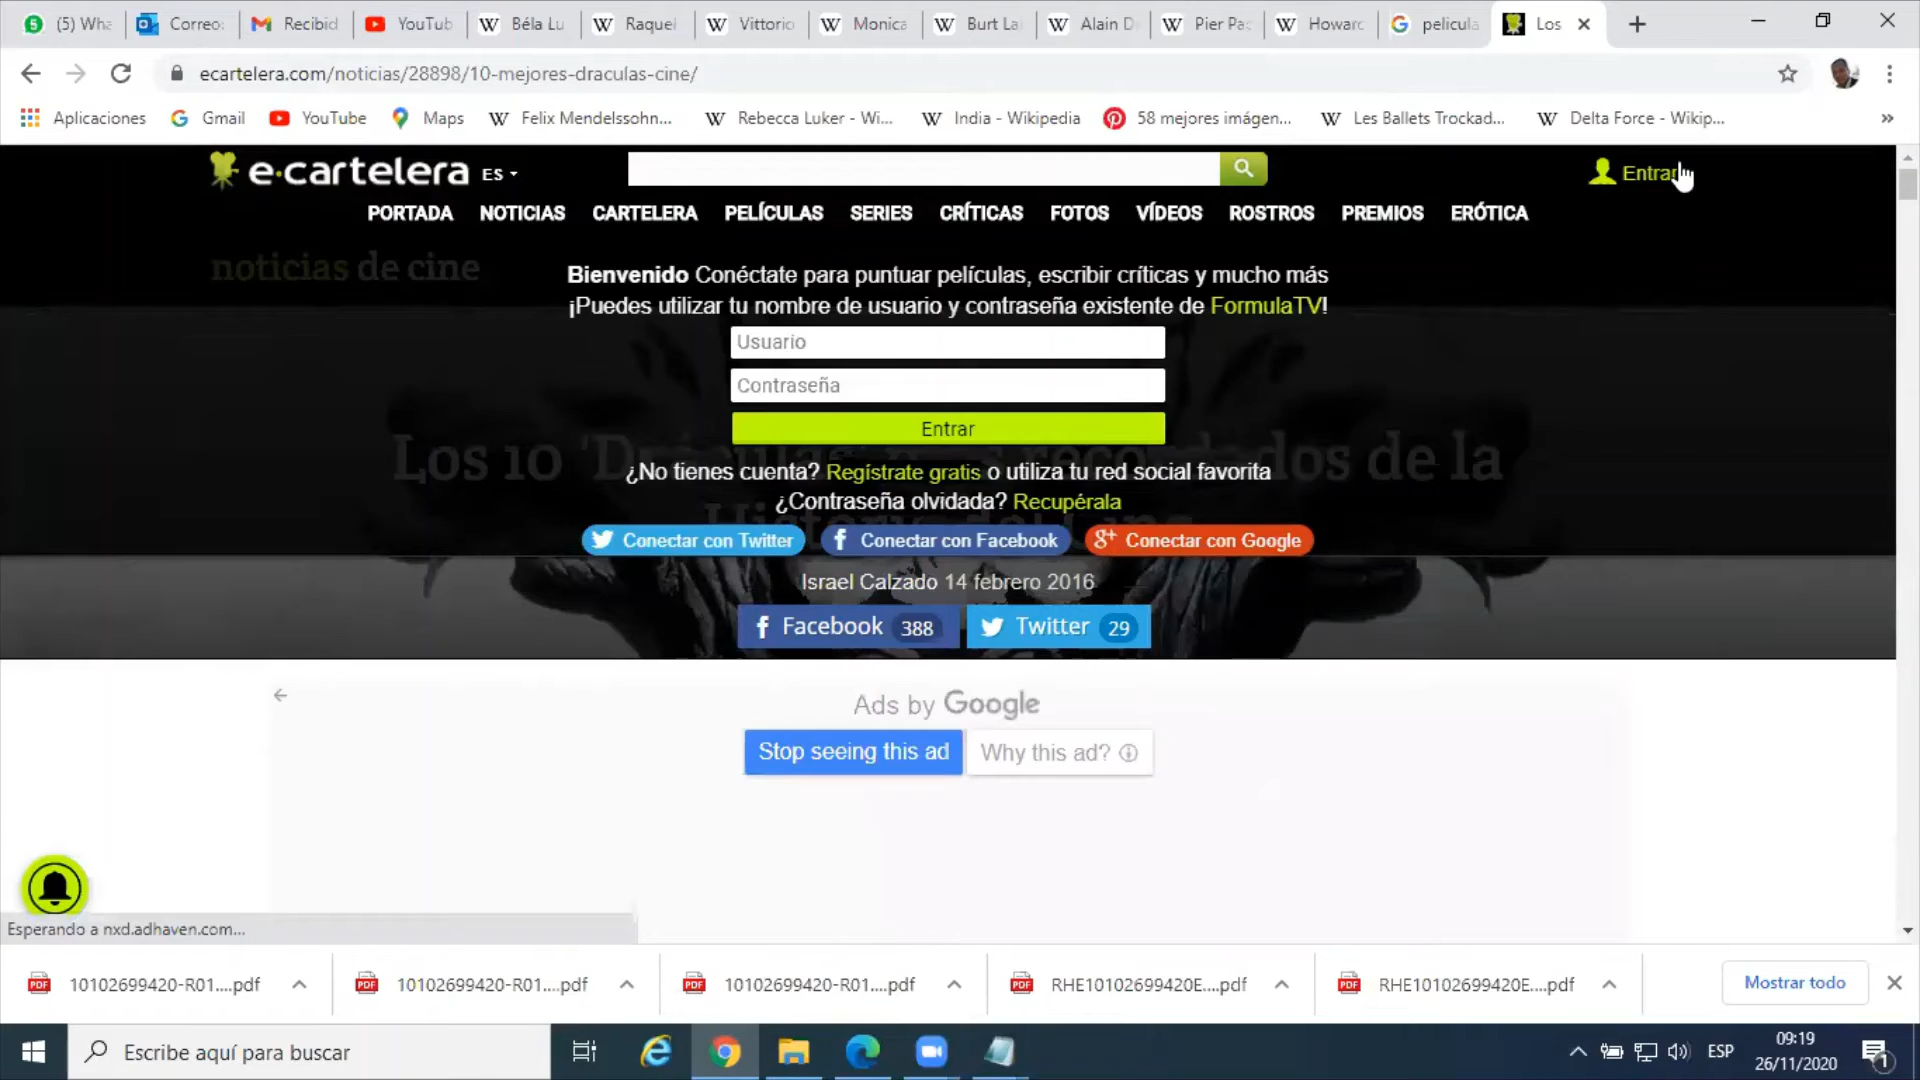 (5) Wha
Correo:
Recibid
YouTub
Béla Lu
Raquel
Vittorio
Monica
Burt La
Alain D
Pier Pa
Howard
pelicula
Los
ecartelera.com/noticias/28898/10-mejores-draculas-cine/
Aplicaciones
Gmail
YouTube
Maps
Felix Mendelssohn...
Rebecca Luker - Wi...
India - Wikipedia
58 mejores imágen...
Les Ballets Trockad...
Delta Force - Wikip...
»
e·cartelera ES
Entrar
PORTADA NOTICIAS CARTELERA PELÍCULAS SERIES CRÍTICAS FOTOS VÍDEOS ROSTROS PREMIOS ERÓTICA
noticias de cine
Bienvenido Conéctate para puntuar películas, escribir críticas y mucho más
¡Puedes utilizar tu nombre de usuario y contraseña existente de FormulaTV!
Usuario
Contraseña
Entrar
Los 10 'Dráculas' más recordados de la
¿No tienes cuenta? Regístrate gratis o utiliza tu red social favorita
¿Contraseña olvidada? Recupérala
Conectar con Twitter
Conectar con Facebook
Conectar con Google
Israel Calzado 14 febrero 2016
Facebook 388
Twitter 29
Ads by Google
Stop seeing this ad
Why this ad?
Esperando a nxd.adhaven.com...
10102699420-R01....pdf
10102699420-R01....pdf
10102699420-R01....pdf
RHE10102699420E....pdf
RHE10102699420E....pdf
Mostrar todo
Escribe aquí para buscar
ESP
09:19
26/11/2020
1